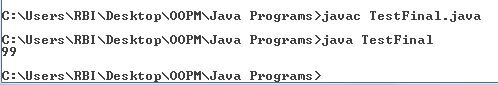 C:\Users\RBI\Desktop\OOPM\Java Programs>javac TestFinal.java
C:\Users\RBI\Desktop\OOPM\Java Programs>java TestFinal
99
C:\Users\RBI\Desktop\OOPM\Java Programs>